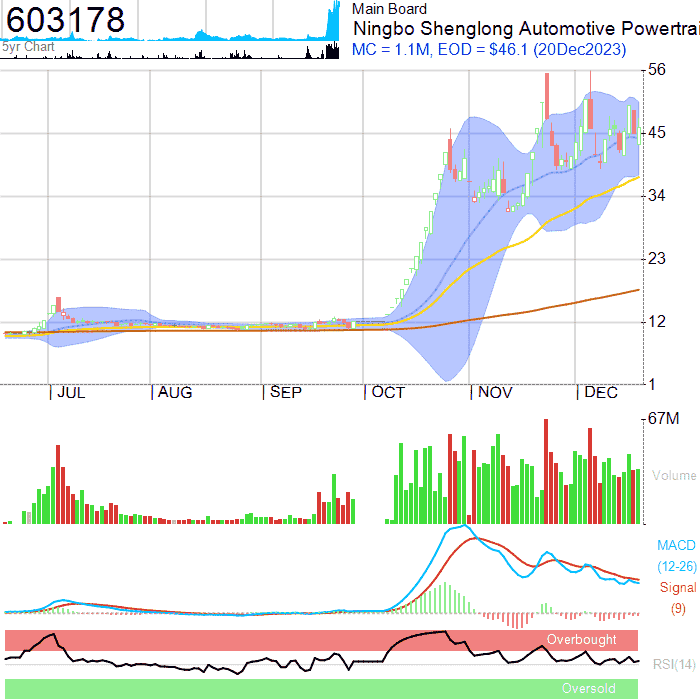 603178
5yr Chart
Main Board
Ningbo Shenglong Automotive Powertrai
MC = 1.1M, EOD = $46.1 (20Dec2023)
56
45
34
23
12
1
JUL AUG SEP OCT NOV DEC
67M
Volume
MACD
(12-26)
Signal
(9)
Overbought
RSI(14)
Oversold